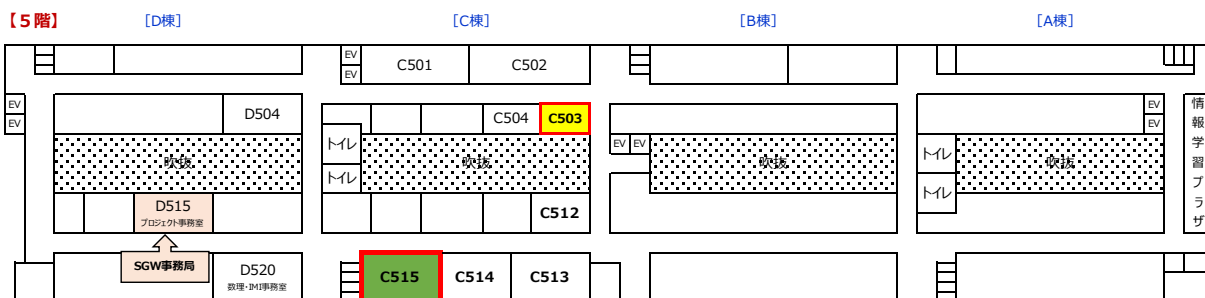 【５階】 [D棟] [C棟] [B棟] [A棟]
EV
EV
C501 C502
EV
EV
D504
C504 C503
EV
EV
トイレ
トイレ
EV EV
トイレ
トイレ
吹抜 吹抜 吹抜 吹抜
情報学習プラザ
D515
プロジェクト事務室
C512
SGW事務局
D520
数理・IMI事務室
C515 C514 C513